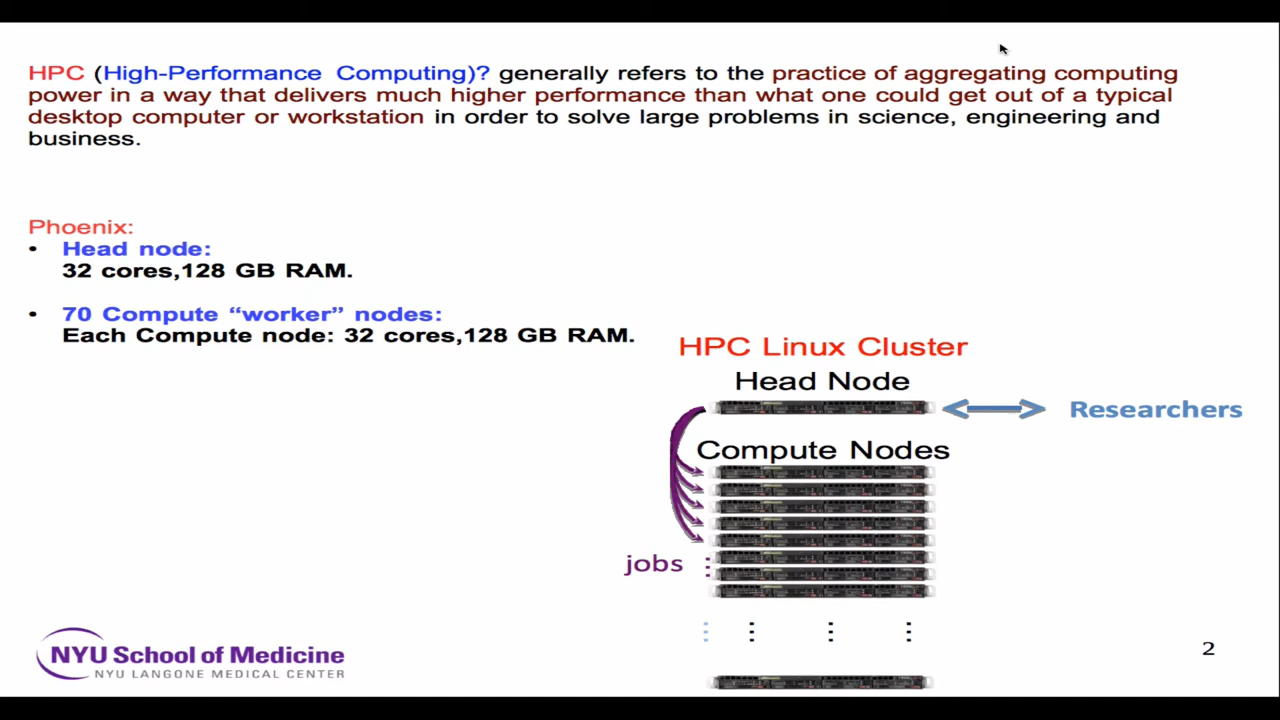 HPC (High-Performance Computing)? generally refers to the practice of aggregating computing
power in a way that delivers much higher performance than what one could get out of a typical
desktop computer or workstation in order to solve large problems in science, engineering and
business.
Phoenix:
• Head node:
32 cores,128 GB RAM.
• 70 Compute “worker” nodes:
Each Compute node: 32 cores,128 GB RAM.
HPC Linux Cluster
Head Node
Researchers
Compute Nodes
jobs
NYU School of Medicine
NYU LANGONE MEDICAL CENTER
2